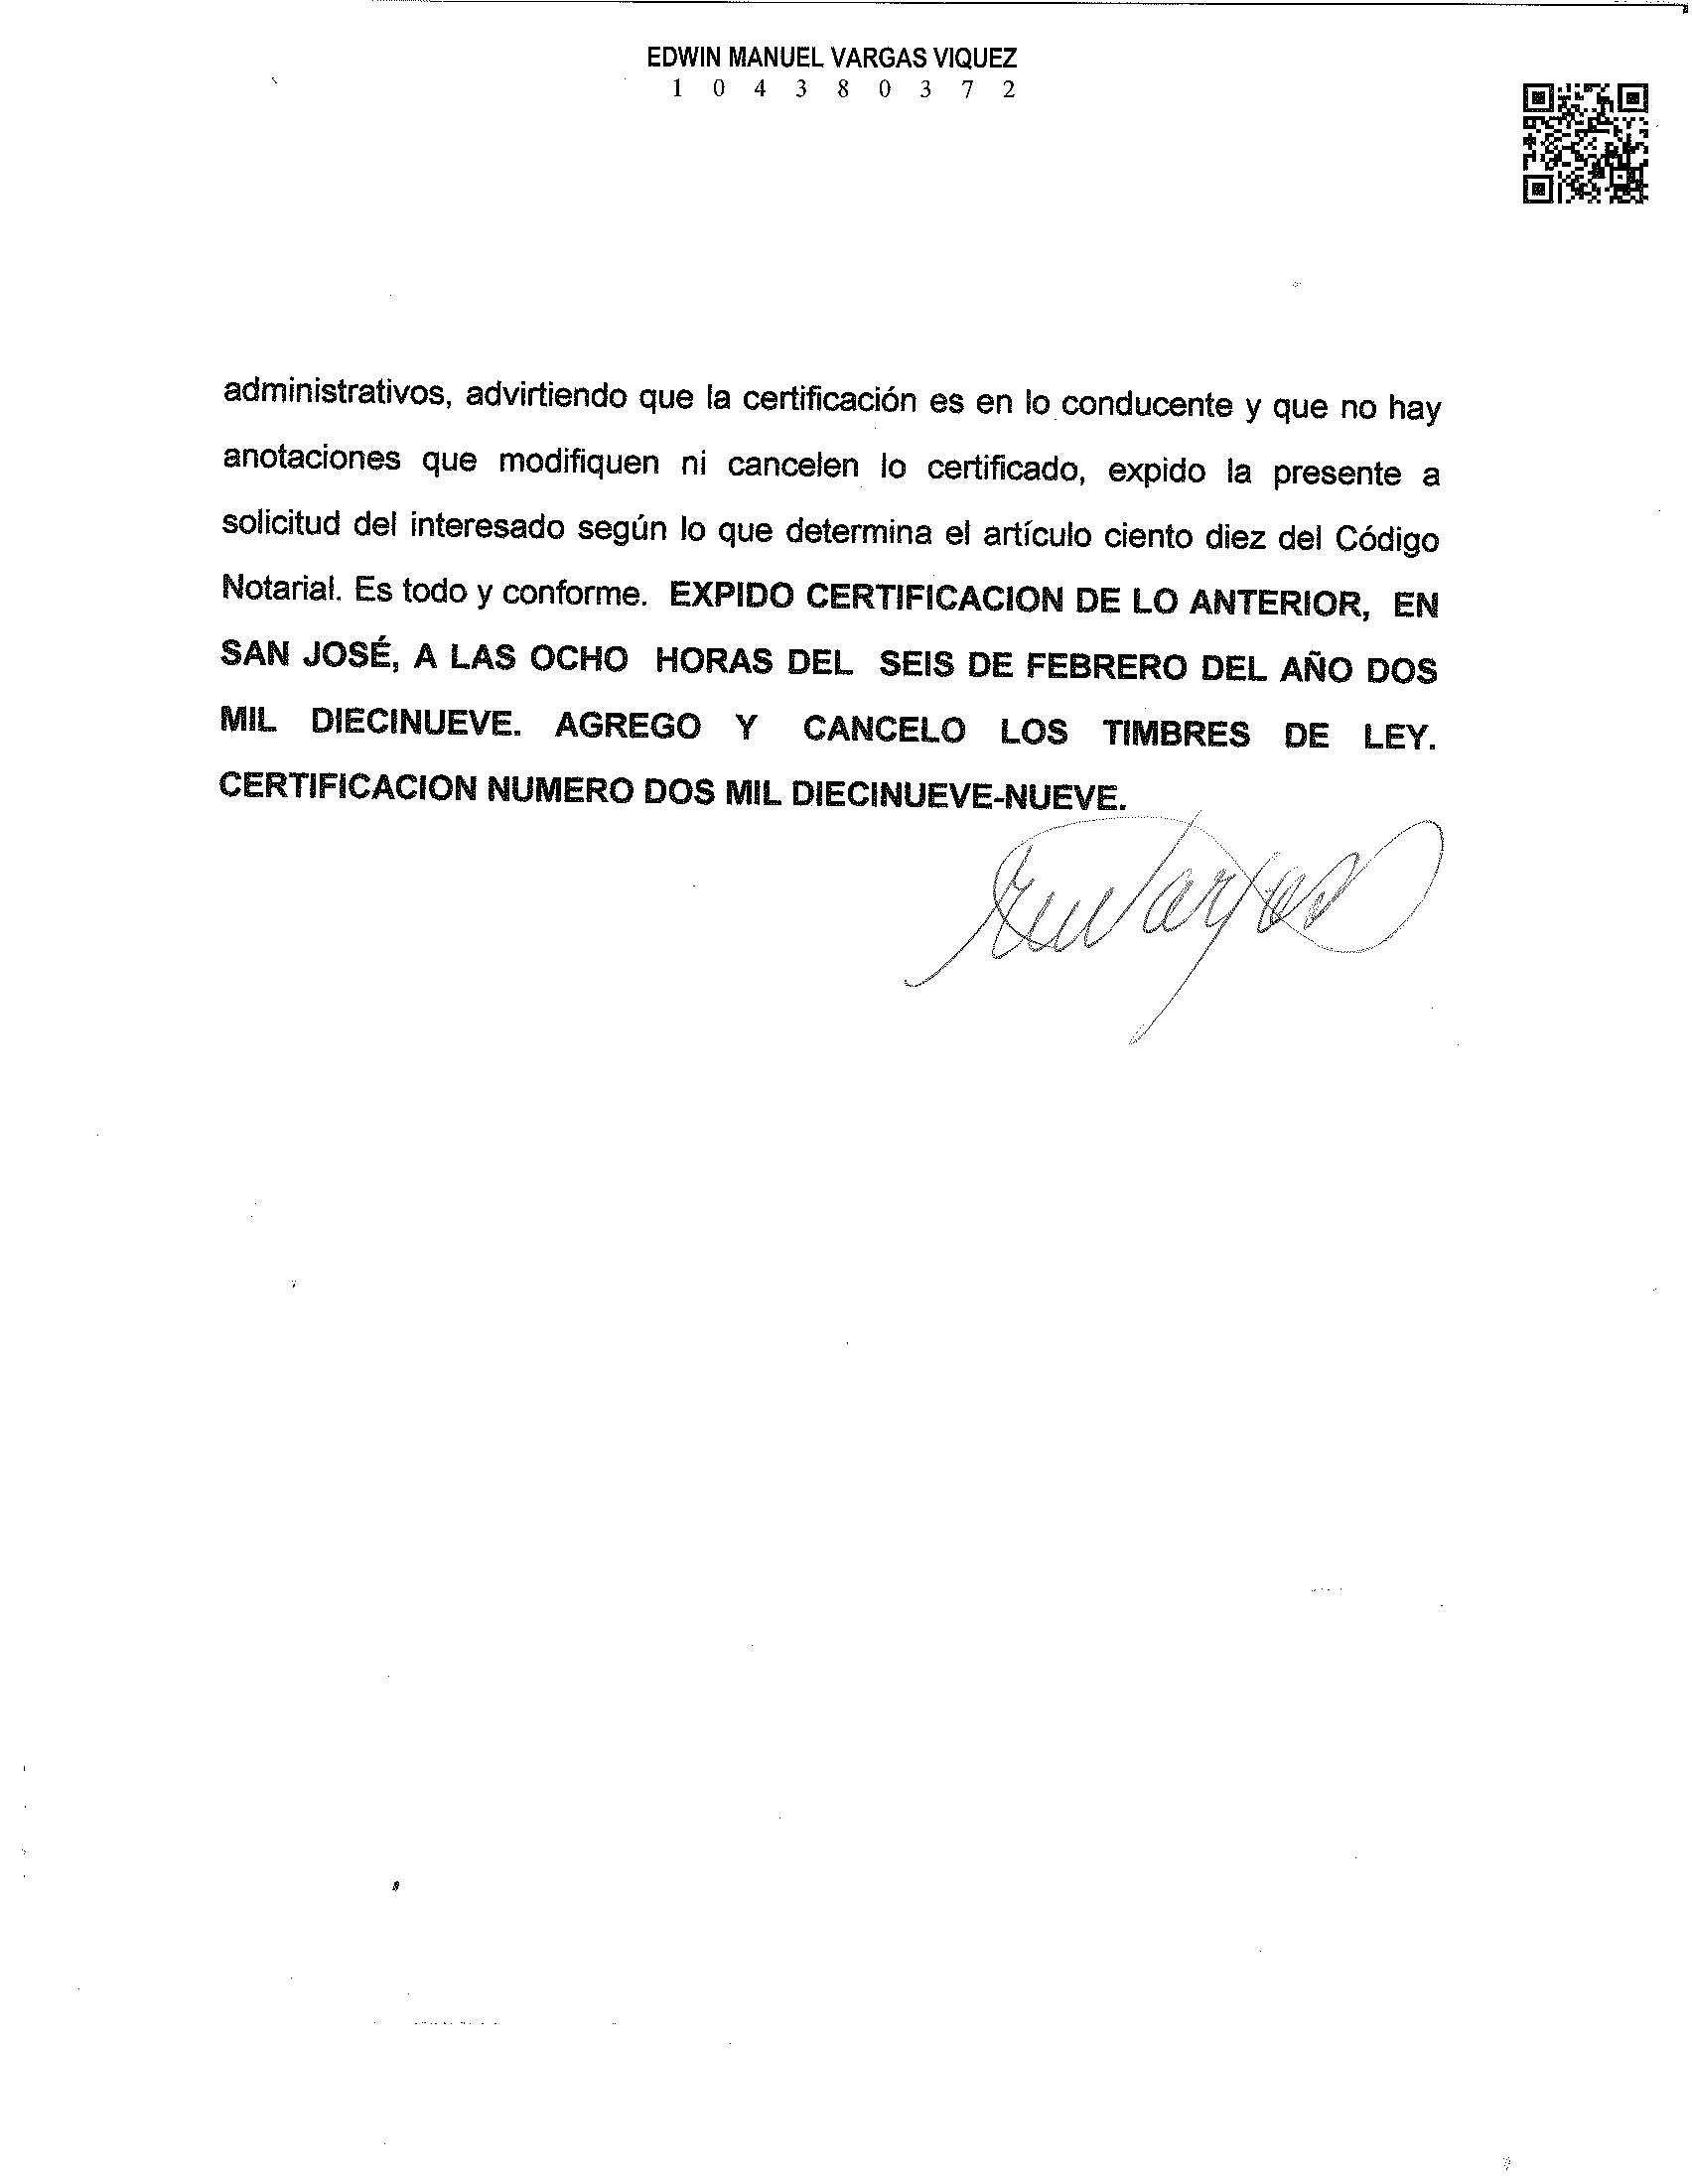 EDWIN MANUEL VARGAS VIQUEZ
1 0 4 3 8 0 3 7 2
administrativos, advirtiendo que la certificación es en lo conducente y que no hay
anotaciones que modifiquen ni cancelen lo certificado, expido la presente a
solicitud del interesado según lo que determina el artículo ciento diez del Código
Notarial. Es todo y conforme. EXPIDO CERTIFICACION DE LO ANTERIOR, EN
SAN JOSÉ, A LAS OCHO HORAS DEL SEIS DE FEBRERO DEL AÑO DOS
MIL DIECINUEVE. AGREGO Y CANCELO LOS TIMBRES DE LEY.
CERTIFICACION NUMERO DOS MIL DIECINUEVE-NUEVE.